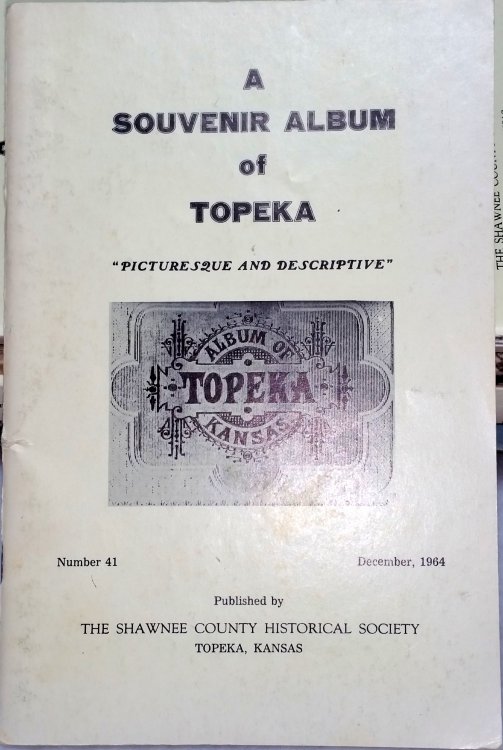 A
SOUVENIR ALBUM
of
TOPEKA
"PICTURESQUE AND DESCRIPTIVE"
ALBUM OF
TOPEKA
KANSAS
Number 41
December, 1964
Published by
THE SHAWNEE COUNTY HISTORICAL SOCIETY
TOPEKA, KANSAS
THE SHAWNEE COUNTY